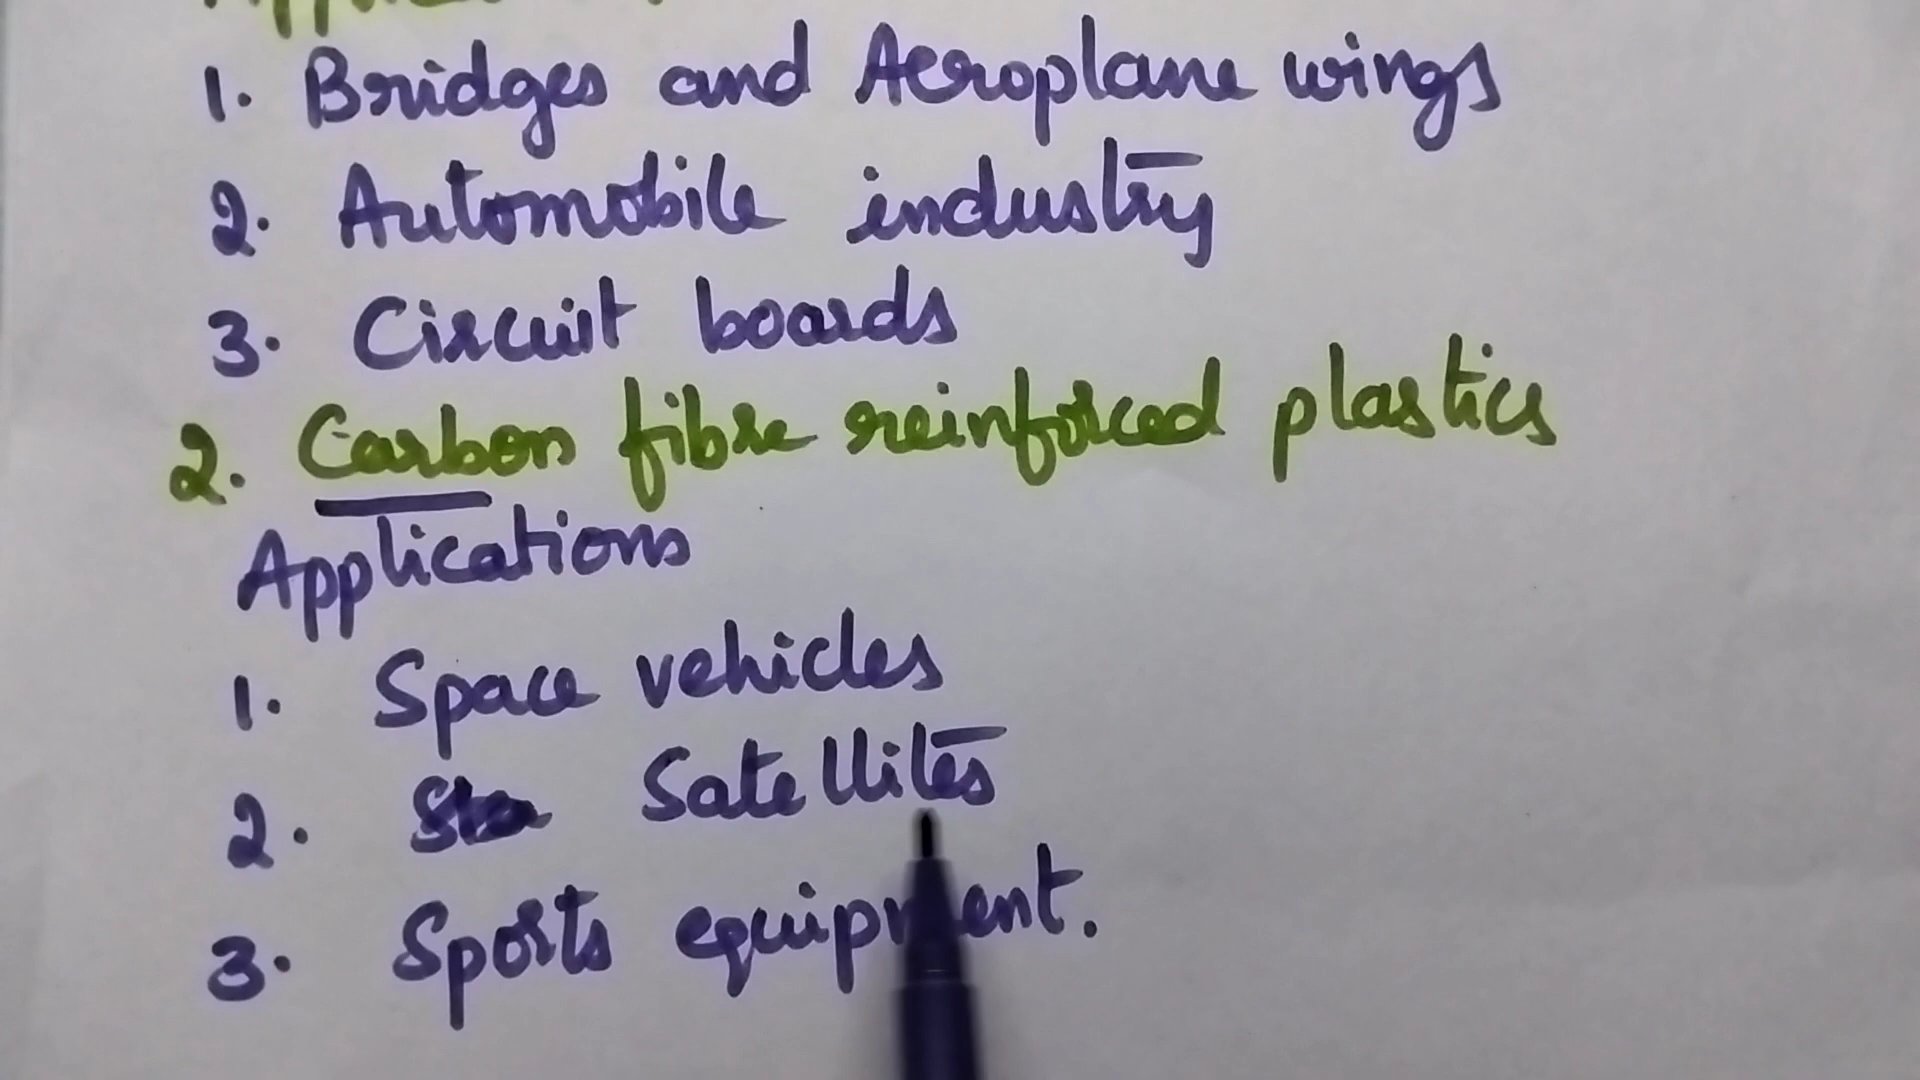 1. Bridges and Aeroplane wings
2. Automobile industry
3. Circuit boards
2. Carbon fibre reinforced plastics
Applications
1. Space vehicles
2. Satellites
3. Sports equipment.